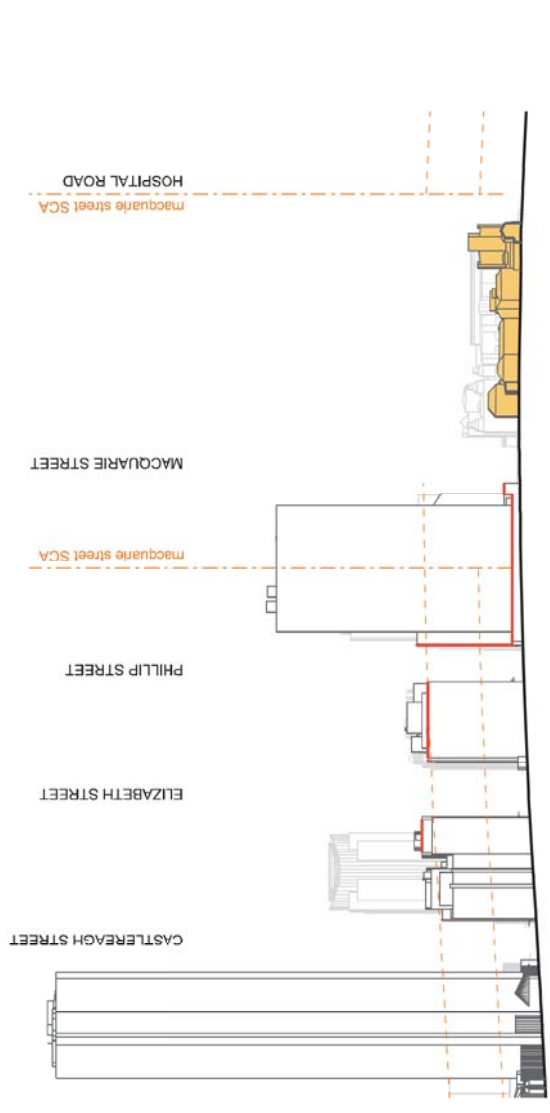 HOSPITAL ROAD
macquarie street SCA
MACQUARIE STREET
macquarie street SCA
PHILLIP STREET
ELIZABETH STREET
CASTLEREAGH STREET